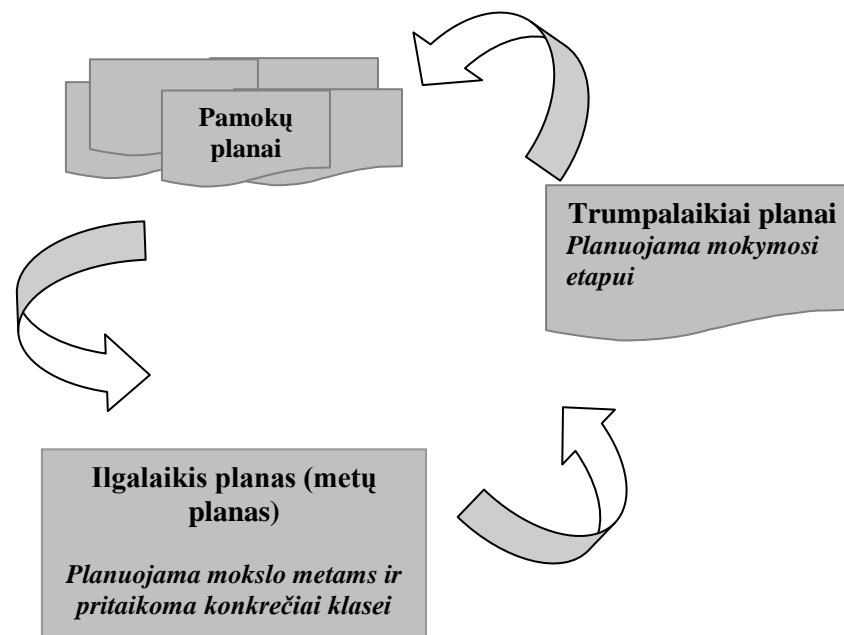 Pamokų
planai
Trumpalaikiai planai
Planuojama mokymosi
etapui
Ilgalaikis planas (metų
planas)
Planuojama mokslo metams ir
pritaikoma konkrečiai klasei